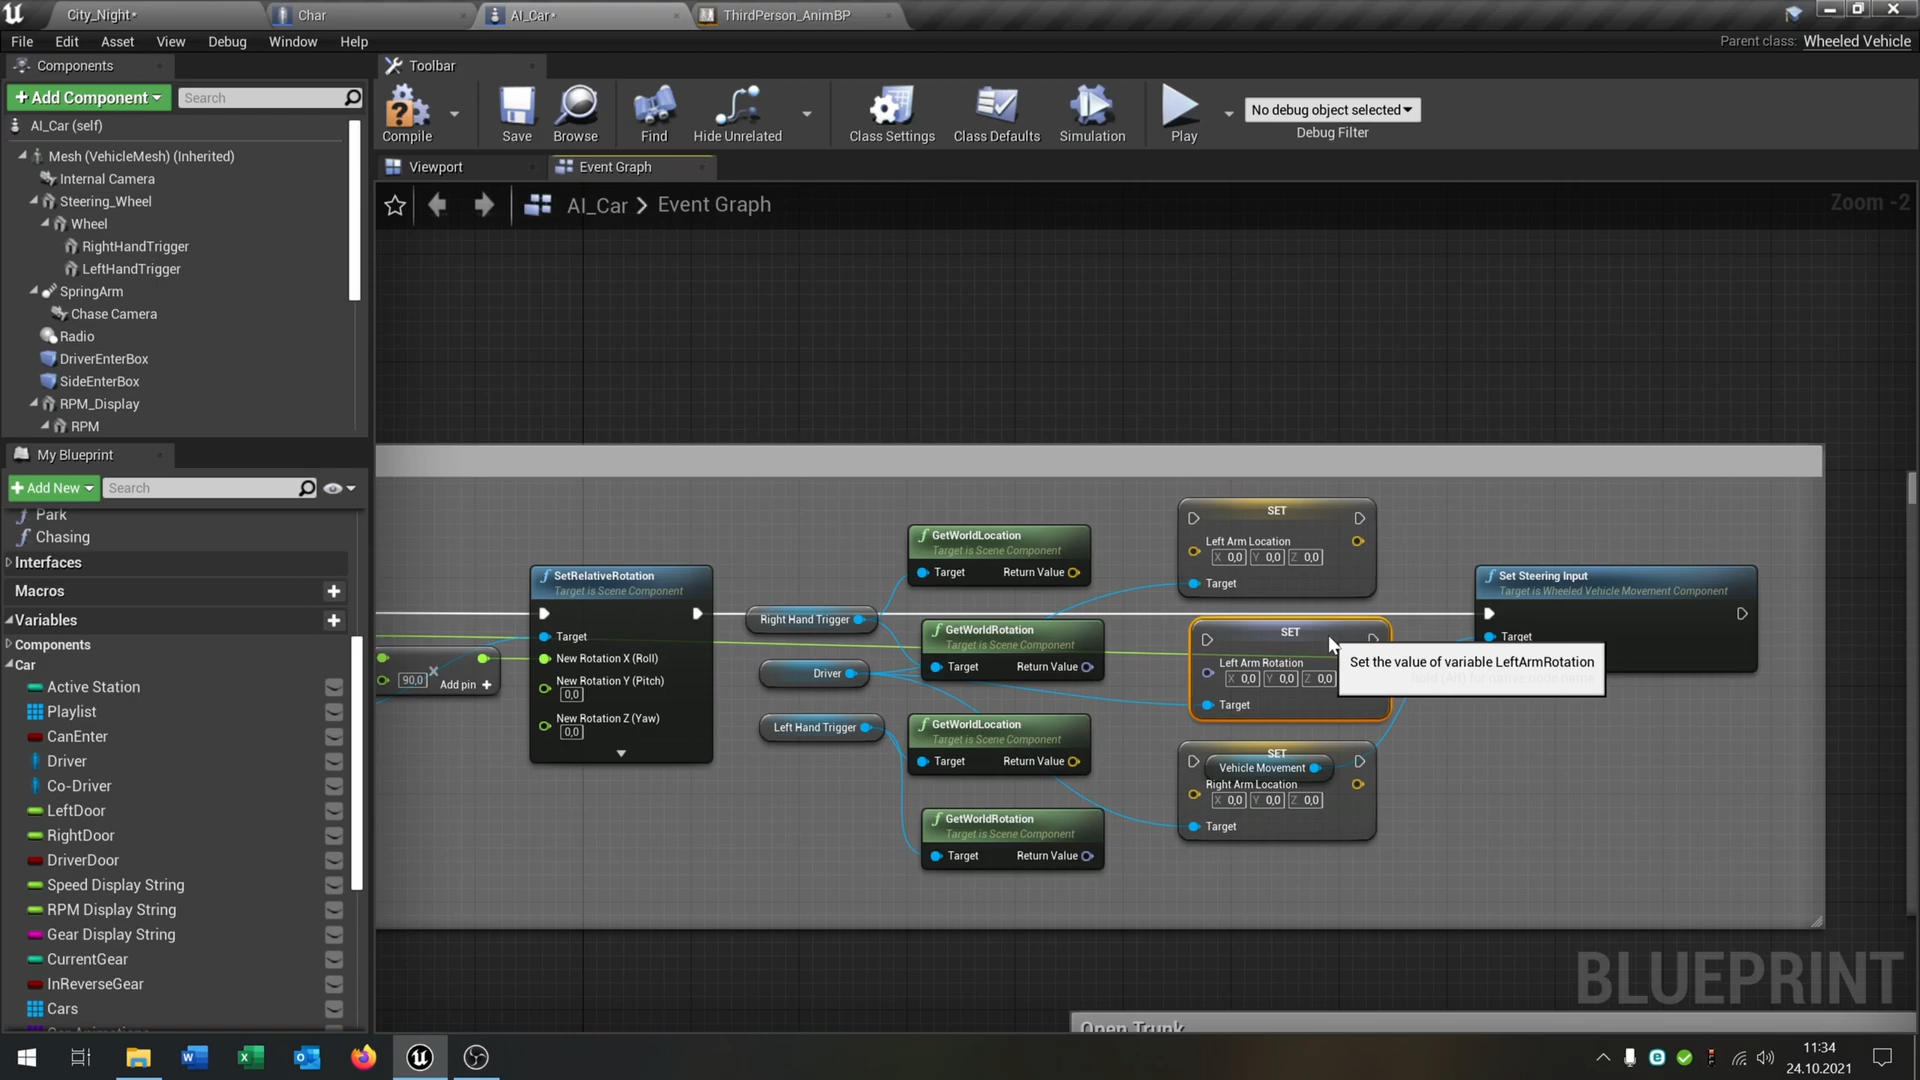 City_Night*
Char
AI_Car*
ThirdPerson_AnimBP
File
Edit
Asset
View
Debug
Window
Help
Parent class: Wheeled Vehicle
Components
+ Add Component
Search
AI_Car (self)
Mesh (VehicleMesh) (Inherited)
Internal Camera
Steering_Wheel
Wheel
RightHandTrigger
LeftHandTrigger
SpringArm
Chase Camera
Radio
DriverEnterBox
SideEnterBox
RPM_Display
RPM
Toolbar
Compile
Save
Browse
Find
Hide Unrelated
Class Settings
Class Defaults
Simulation
Play
No debug object selected
Debug Filter
Viewport
Event Graph
AI_Car > Event Graph
Zoom -2
My Blueprint
+ Add New
Search
Park
Chasing
Interfaces
Macros
Variables
Components
Car
Active Station
Playlist
CanEnter
Driver
Co-Driver
LeftDoor
RightDoor
DriverDoor
Speed Display String
RPM Display String
Gear Display String
CurrentGear
InReverseGear
Cars
90,0
Add pin +
SetRelativeRotation
Target is Scene Component
Target
New Rotation X (Roll)
New Rotation Y (Pitch)
0,0
New Rotation Z (Yaw)
0,0
Right Hand Trigger
Driver
Left Hand Trigger
GetWorldLocation
Target is Scene Component
Target
Return Value
GetWorldRotation
Target is Scene Component
Target
Return Value
GetWorldLocation
Target is Scene Component
Target
Return Value
GetWorldRotation
Target is Scene Component
Target
Return Value
SET
Left Arm Location
X 0,0 Y 0,0 Z 0,0
Target
SET
Left Arm Rotation
X 0,0 Y 0,0 Z 0,0
Target
SET
Vehicle Movement
Right Arm Location
X 0,0 Y 0,0 Z 0,0
Target
Set Steering Input
Target is Wheeled Vehicle Movement Component
Target
Set the value of variable LeftArmRotation
BLUEPRINT
Open Trunk
11:34
24.10.2021